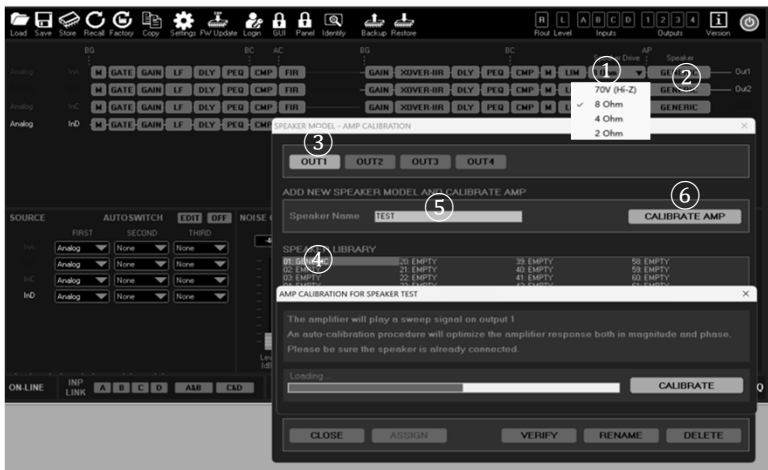 Load Save Store Recall Factory Copy Settings FW Update Login GUI Panel Identify Backup Restore
R L A B C D 1 2 3 4 i
Rout Level Inputs Outputs Version
BG BC AC BG BC AP
Speaker Drive Speaker
Analog InA M GATE GAIN LF DLY PEQ CMP FIR GAIN XOVER-IIR DLY PEQ CMP M LIM Out1
① ②
M GATE GAIN LF DLY PEQ CMP FIR GAIN XOVER-IIR DLY PEQ CMP M GENERIC Out2
Analog InC M GATE GAIN LF DLY PEQ CMP FIR GAIN XOVER-IIR DLY PEQ CMP M GENERIC
70V (Hi-Z)
✓ 8 Ohm
4 Ohm
2 Ohm
Analog InD M GATE GAIN LF DLY PEQ CMP
SPEAKER MODEL - AMP CALIBRATION ×
③
OUT1 OUT2 OUT3 OUT4
ADD NEW SPEAKER MODEL AND CALIBRATE AMP
Speaker Name TEST ⑤ ⑥ CALIBRATE AMP
SPEAKER LIBRARY
④
01: GENERIC 20: EMPTY 39: EMPTY 58: EMPTY
02: EMPTY 21: EMPTY 40: EMPTY 59: EMPTY
03: EMPTY 22: EMPTY 41: EMPTY 60: EMPTY
SOURCE AUTOSWITCH EDIT OFF NOISE
FIRST SECOND THIRD
InA Analog None None
Analog None None
InC Analog None None
InD Analog None None
AMP CALIBRATION FOR SPEAKER TEST ×
The amplifier will play a sweep signal on output 1
An auto-calibration procedure will optimize the amplifier response both in magnitude and phase.
Please be sure the speaker is already connected.
Loading ...
CALIBRATE
ON-LINE INP LINK A B C D A&B C&D
CLOSE ASSIGN VERIFY RENAME DELETE